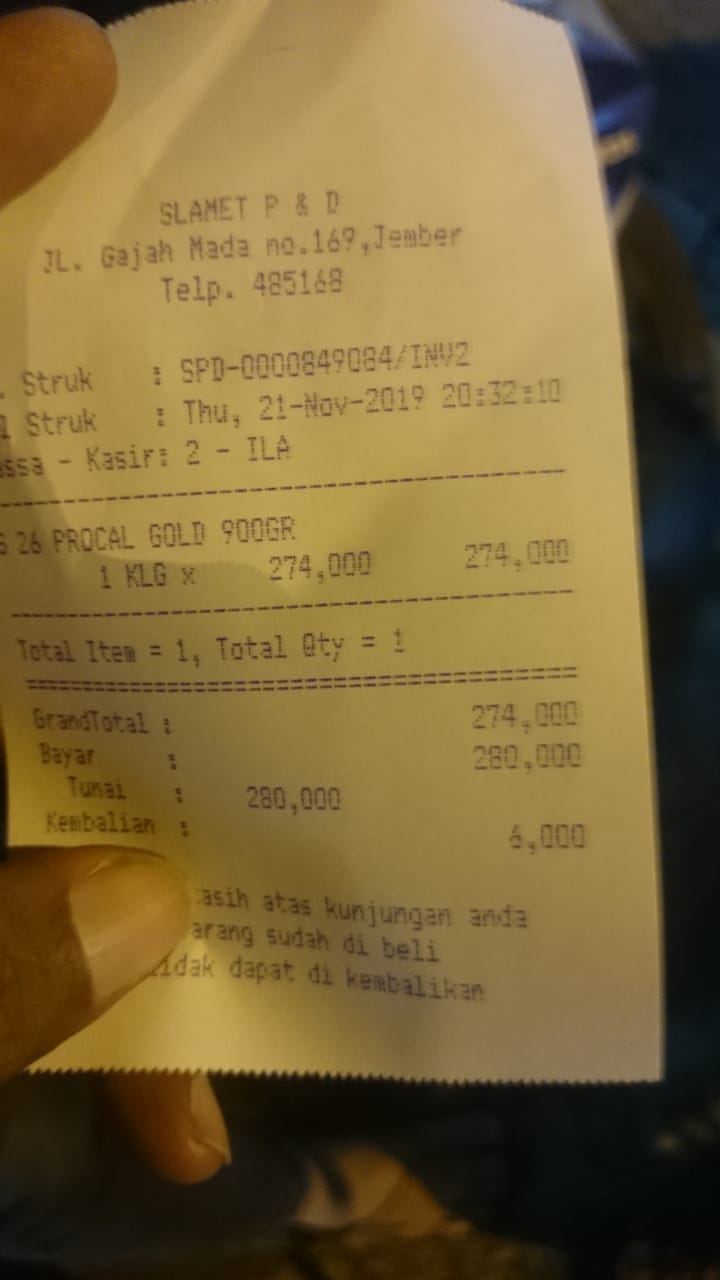 SLAMET P & D
JL. Gajah Mada no.169,Jember
Telp. 485168
. Struk : SPD-0000849084/INV2
l Struk : Thu, 21-Nov-2019 20:32:10
assa - Kasir: 2 - ILA
S 26 PROCAL GOLD 900GR
1 KLG x 274,000 274,000
Total Item = 1, Total Qty = 1
GrandTotal : 274,000
Bayar : 280,000
Tunai : 280,000
Kembalian : 6,000
asih atas kunjungan anda
arang sudah di beli
tidak dapat di kembalikan